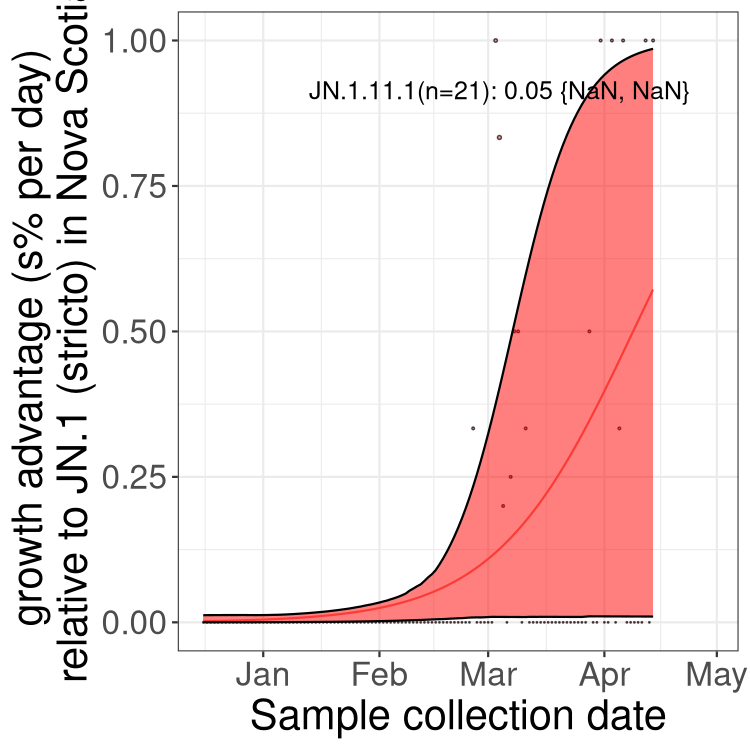 growth advantage (s% per day)
relative to JN.1 (stricto) in Nova Scotia
1.00
0.75
0.50
0.25
0.00
JN.1.11.1(n=21): 0.05 {NaN, NaN}
Jan Feb Mar Apr May
Sample collection date